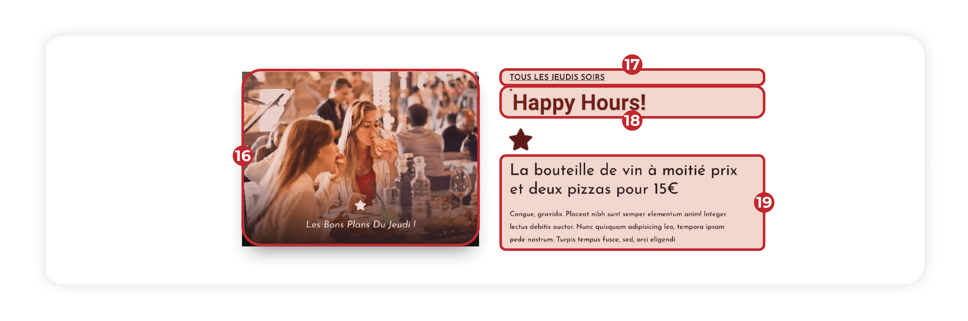 16
Les Bons Plans Du Jeudi !
17
TOUS LES JEUDIS SOIRS
Happy Hours!
18
La bouteille de vin à moitié prix
et deux pizzas pour 15€
19
Congue, gravida. Placeat nibh sunt semper elementum anim! Integer
lectus debitis auctor. Nunc quisquam adipisicing leo, tempora ipsam
pede nostrum. Turpis tempus fusce, sed, orci eligendi